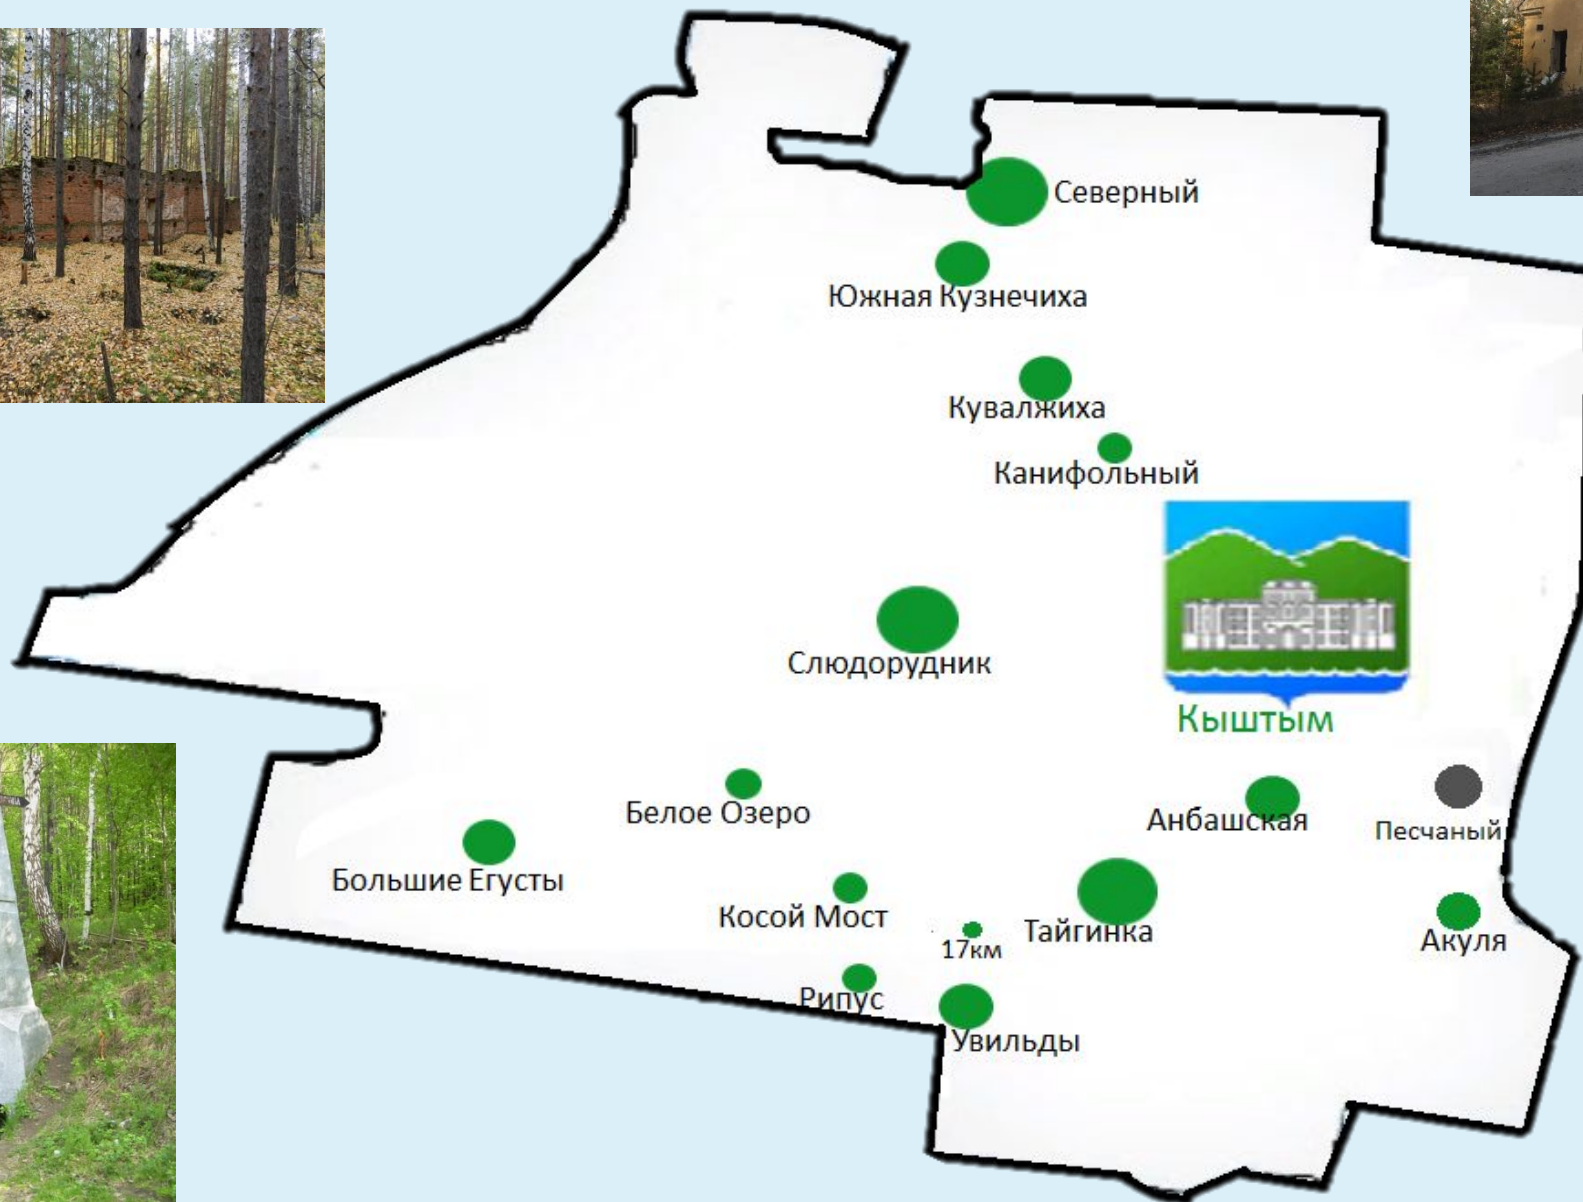 Северный
Южная Кузнечиха
Кувалжиха
Канифольный
Слюдорудник
Кыштым
Белое Озеро
Анбашская
Песчаный
Большие Егусты
Косой Мост
17км
Тайгинка
Акуля
Рипус
Увильды